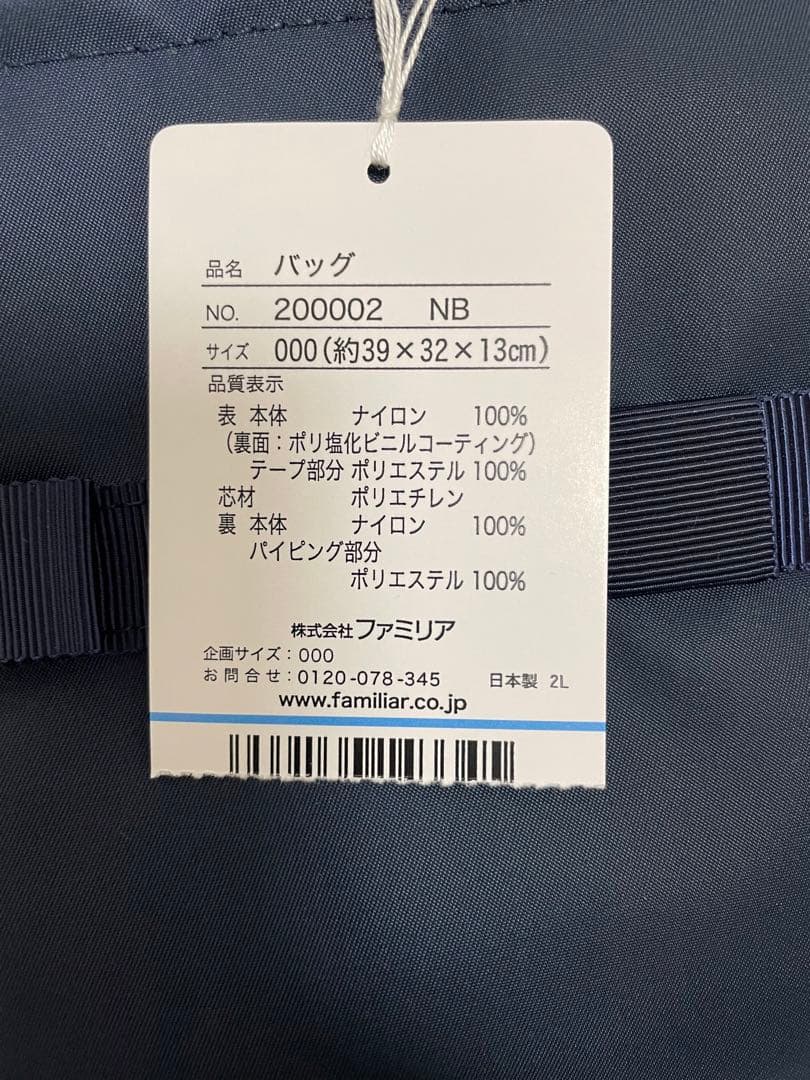 品名 バッグ
NO. 200002 NB
サイズ 000(約39×32×13cm)
品質表示
表 本体 ナイロン 100%
(裏面:ポリ塩化ビニルコーティング)
テープ部分 ポリエステル 100%
芯材 ポリエチレン
裏 本体 ナイロン 100%
パイピング部分
ポリエステル 100%
株式会社ファミリア
企画サイズ:000
お問合せ:0120-078-345 日本製 2L
www.familiar.co.jp